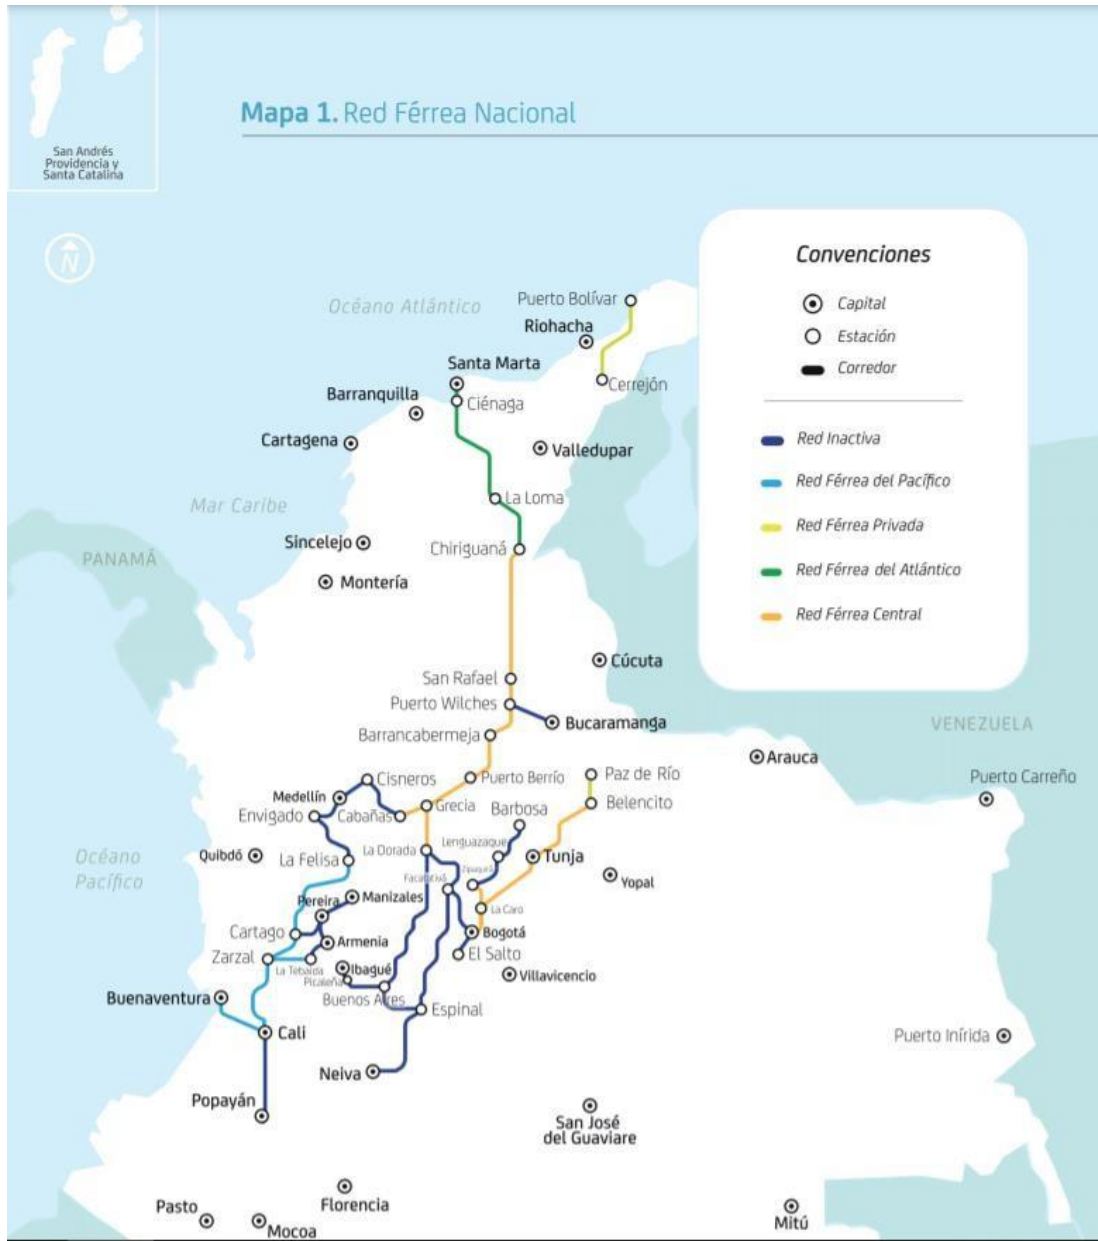 San Andrés
Providencia y
Santa Catalina
Mapa 1. Red Férrea Nacional
N
Convenciones
Capital
Estación
Corredor
Red Inactiva
Red Férrea del Pacífico
Red Férrea Privada
Red Férrea del Atlántico
Red Férrea Central
Océano Atlántico
Puerto Bolívar
Riohacha
Santa Marta
Cerrejón
Barranquilla
Ciénaga
Cartagena
Valledupar
La Loma
Mar Caribe
Sincelejo
Chiriguaná
PANAMÁ
Montería
Cúcuta
San Rafael
Puerto Wilches
Bucaramanga
VENEZUELA
Barrancabermeja
Arauca
Puerto Carreño
Cisneros
Puerto Berrío
Paz de Río
Medellín
Grecia
Belencito
Envigado
Cabañas
Barbosa
Lenguazaque
La Dorada
Océano
Pacífico
Quibdó
La Felisa
Tunja
Zipaquirá
Facatativá
Yopal
Manizales
Pereira
La Caro
Cartago
Bogotá
Armenia
Zarzal
El Salto
La Tebaida
Ibagué
Villavicencio
Picaleña
Buenaventura
Buenos Aires
Espinal
Cali
Puerto Inírida
Neiva
Popayán
San José
del Guaviare
Florencia
Pasto
Mocoa
Mitú